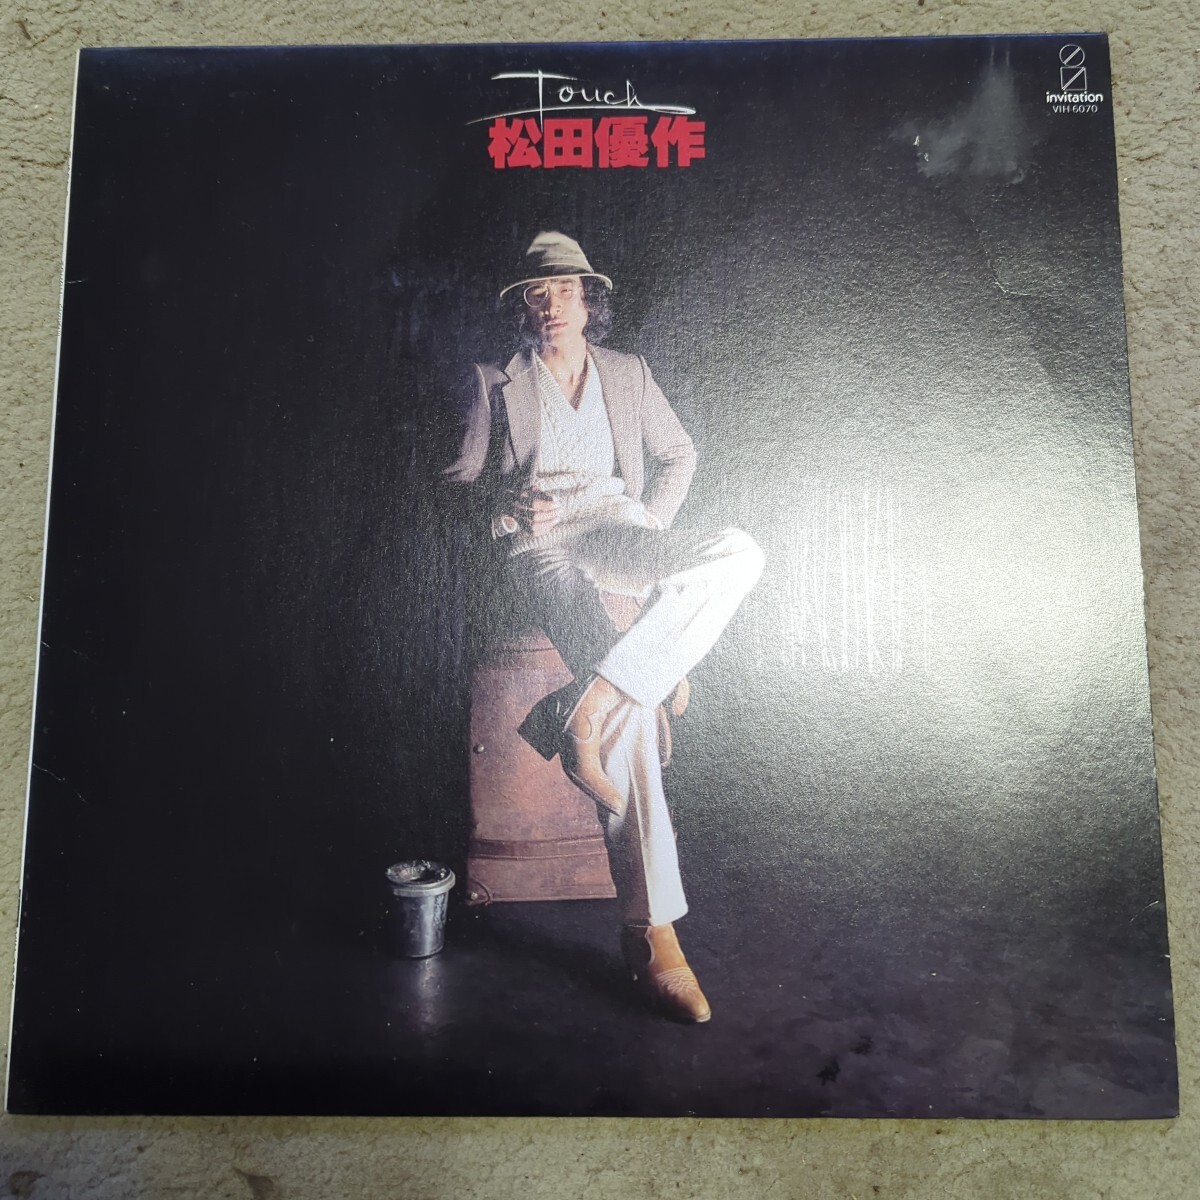 Touch
松田優作
invitation
VIH-6070